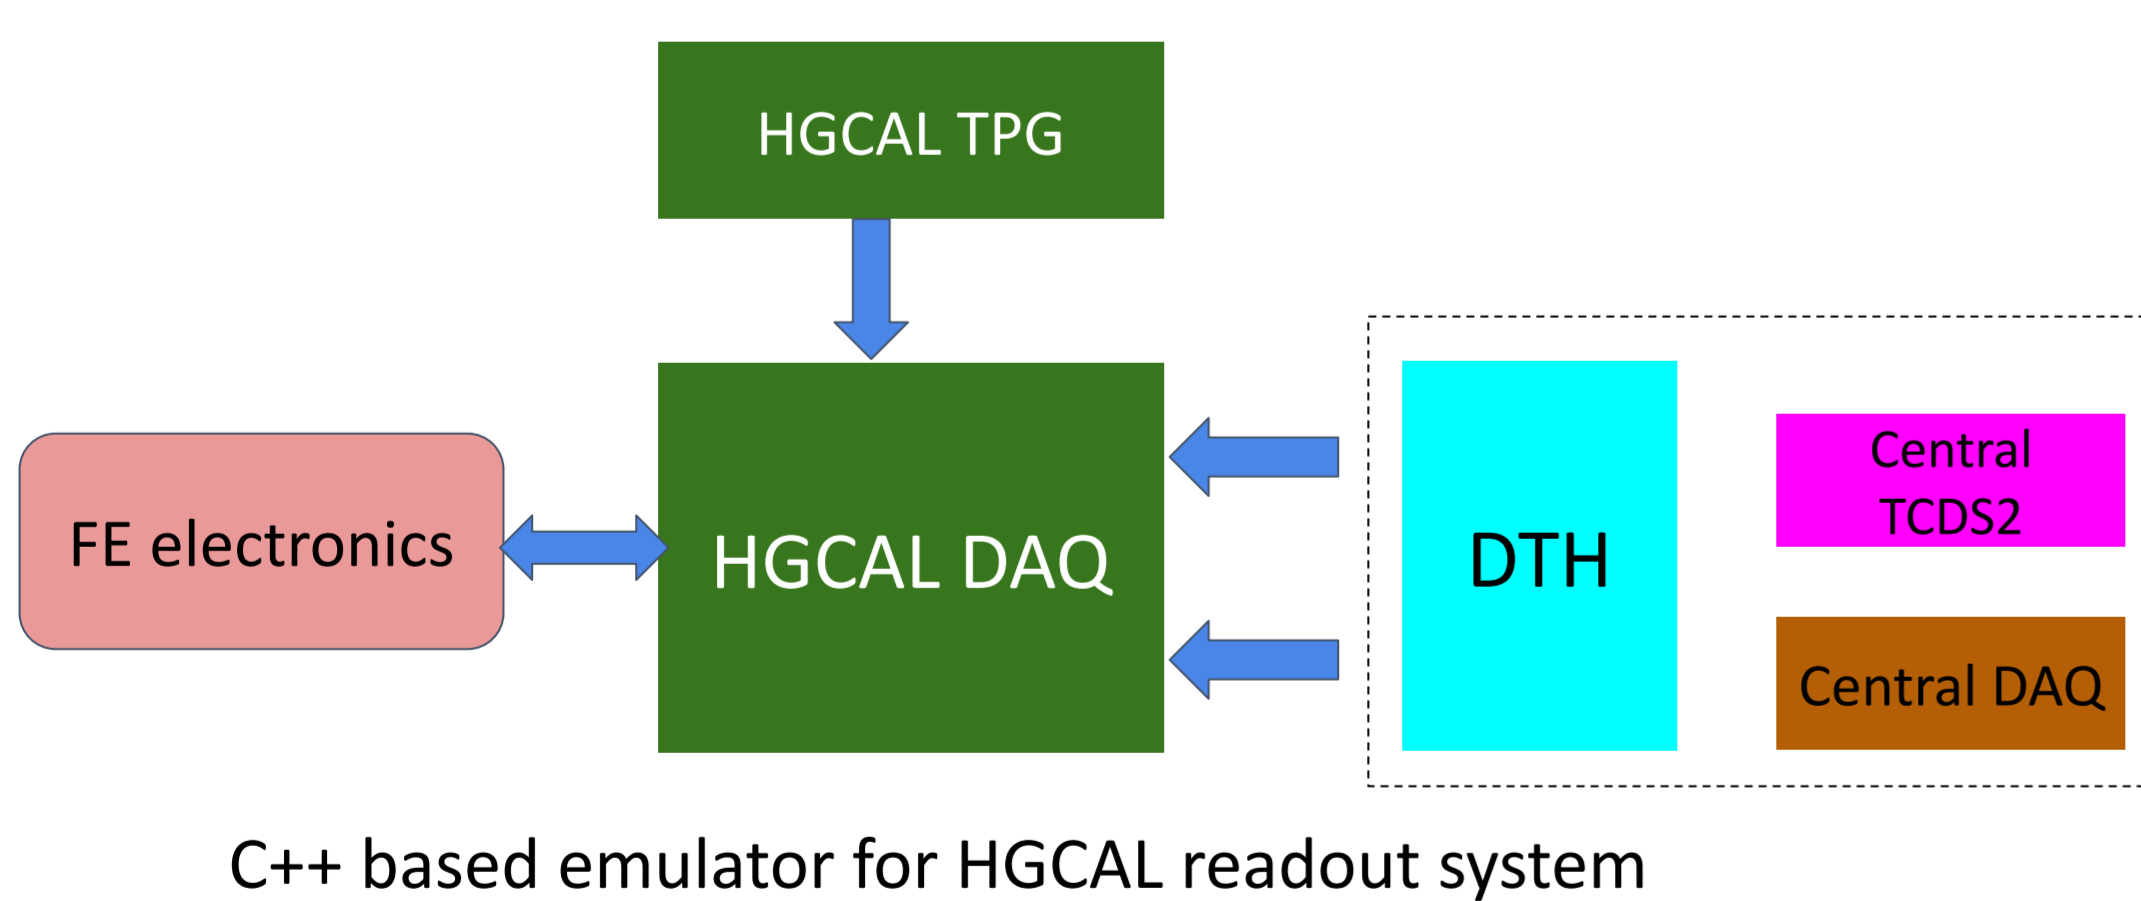 HGCAL TPG
FE electronics
HGCAL DAQ
DTH
Central
TCDS2
Central DAQ
C++ based emulator for HGCAL readout system